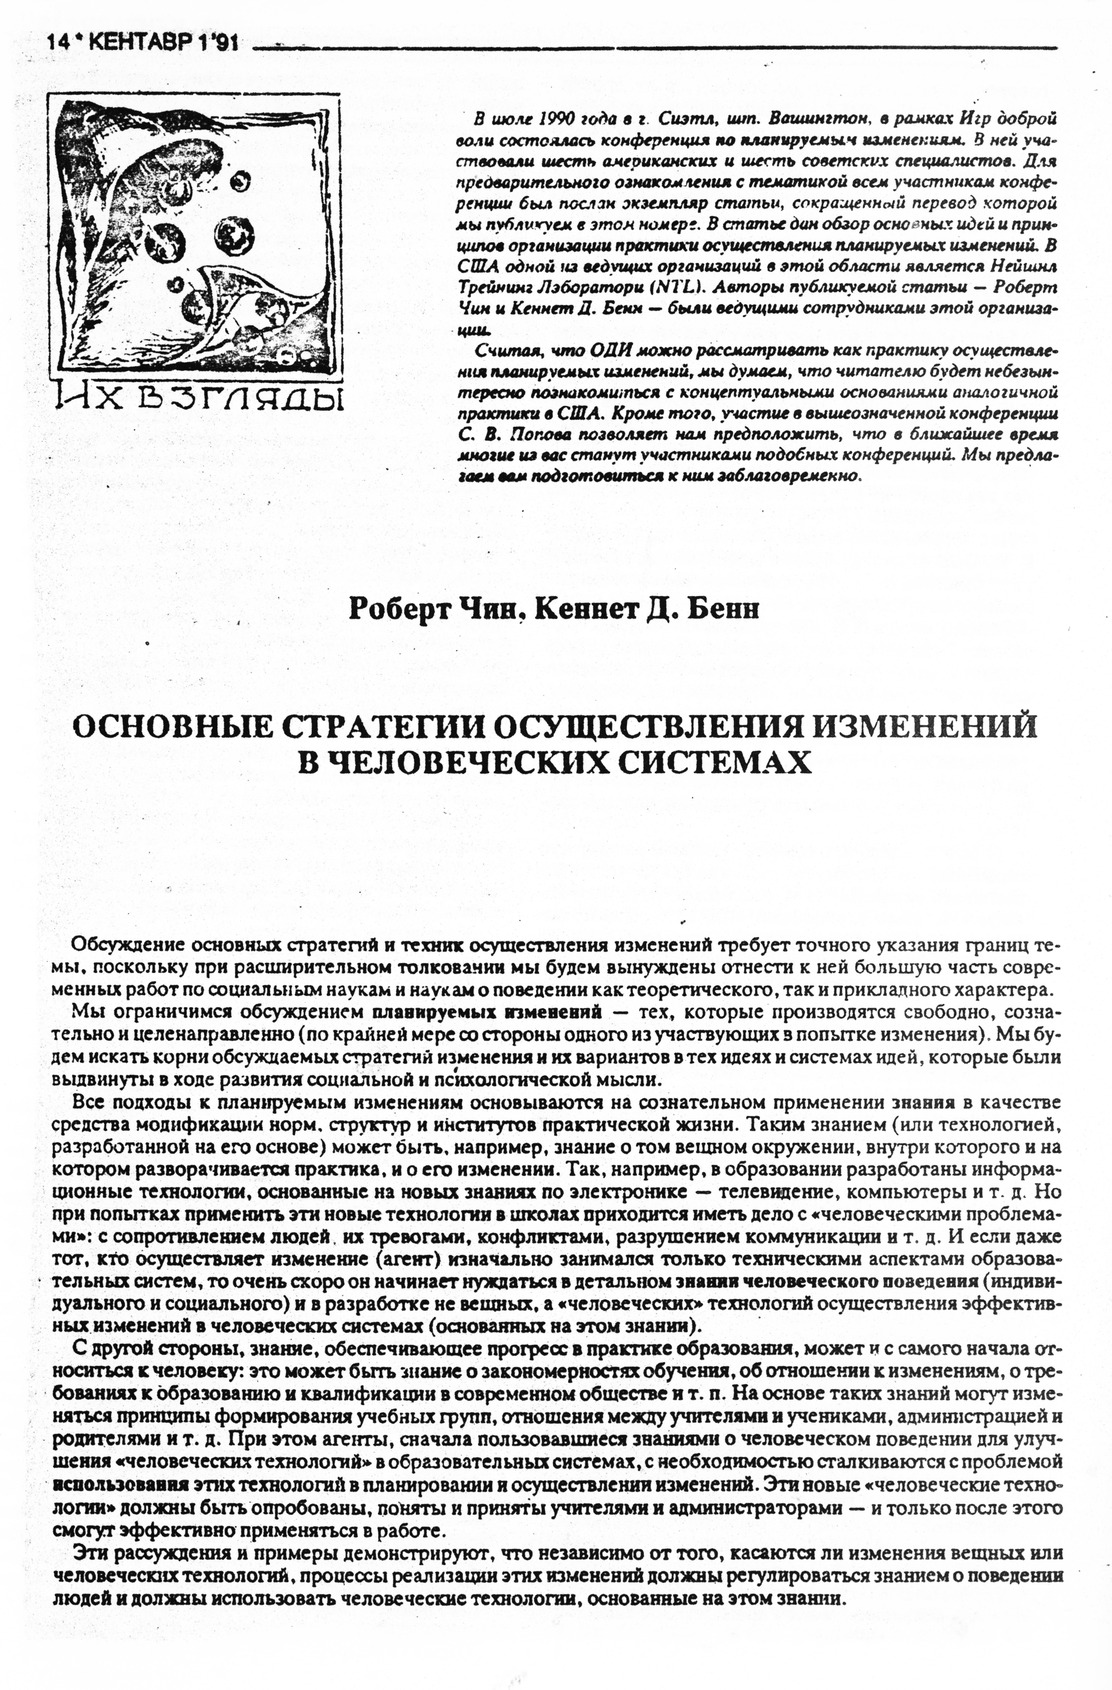 14 * КЕНТАВР 1'91
ИХ ВЗГЛЯДЫ
В июле 1990 года в г. Сиэтл, шт. Вашингтон, в рамках Игр доброй
воли состоялась конференция по планируемым изменениям. В ней уча-
ствовали шесть американских и шесть советских специалистов. Для
предварительного ознакомления с тематикой всем участникам конфе-
ренции был послан экземпляр статьи, сокращенный перевод которой
мы публикуем в этом номере. В статье дан обзор основных идей и прин-
ципов организации практики осуществления планируемых изменений. В
США одной из ведущих организаций в этой области является Нейшнл
Трейнинг Лэборатори (NTL). Авторы публикуемой статьи — Роберт
Чин и Кеннет Д. Бенн — были ведущими сотрудниками этой организа-
ции.
Считая, что ОДИ можно рассматривать как практику осуществле-
ния планируемых изменений, мы думаем, что читателю будет небезын-
тересно познакомиться с концептуальными основаниями аналогичной
практики в США. Кроме того, участие в вышеозначенной конференции
С. В. Попова позволяет нам предположить, что в ближайшее время
многие из вас станут участниками подобных конференций. Мы предла-
гаем вам подготовиться к ним заблаговременно.
Роберт Чин, Кеннет Д. Бенн
ОСНОВНЫЕ СТРАТЕГИИ ОСУЩЕСТВЛЕНИЯ ИЗМЕНЕНИЙ
В ЧЕЛОВЕЧЕСКИХ СИСТЕМАХ
Обсуждение основных стратегий и техник осуществления изменений требует точного указания границ те-
мы, поскольку при расширительном толковании мы будем вынуждены отнести к ней большую часть совре-
менных работ по социальным наукам и наукам о поведении как теоретического, так и прикладного характера.
Мы ограничимся обсуждением планируемых изменений — тех, которые производятся свободно, созна-
тельно и целенаправленно (по крайней мере со стороны одного из участвующих в попытке изменения). Мы бу-
дем искать корни обсуждаемых стратегий изменения и их вариантов в тех идеях и системах идей, которые были
выдвинуты в ходе развития социальной и психологической мысли.
Все подходы к планируемым изменениям основываются на сознательном применении знания в качестве
средства модификации норм, структур и институтов практической жизни. Таким знанием (или технологией,
разработанной на его основе) может быть, например, знание о том вещном окружении, внутри которого и на
котором разворачивается практика, и о его изменении. Так, например, в образовании разработаны информа-
ционные технологии, основанные на новых знаниях по электронике — телевидение, компьютеры и т. д. Но
при попытках применить эти новые технологии в школах приходится иметь дело с «человеческими проблема-
ми»: с сопротивлением людей, их тревогами, конфликтами, разрушением коммуникации и т. д. И если даже
тот, кто осуществляет изменение (агент) изначально занимался только техническими аспектами образова-
тельных систем, то очень скоро он начинает нуждаться в детальном знании человеческого поведения (индиви-
дуального и социального) и в разработке не вещных, а «человеческих» технологий осуществления эффектив-
ных изменений в человеческих системах (основанных на этом знании).
С другой стороны, знание, обеспечивающее прогресс в практике образования, может и с самого начала от-
носиться к человеку: это может быть знание о закономерностях обучения, об отношении к изменениям, о тре-
бованиях к образованию и квалификации в современном обществе и т. п. На основе таких знаний могут изме-
няться принципы формирования учебных групп, отношения между учителями и учениками, администрацией и
родителями и т. д. При этом агенты, сначала пользовавшиеся знаниями о человеческом поведении для улуч-
шения «человеческих технологий» в образовательных системах, с необходимостью сталкиваются с проблемой
использования этих технологий в планировании и осуществлении изменений. Эти новые «человеческие техно-
логии» должны быть опробованы, поняты и приняты учителями и администраторами — и только после этого
смогут эффективно применяться в работе.
Эти рассуждения и примеры демонстрируют, что независимо от того, касаются ли изменения вещных или
человеческих технологий, процессы реализации этих изменений должны регулироваться знанием о поведении
людей и должны использовать человеческие технологии, основанные на этом знании.